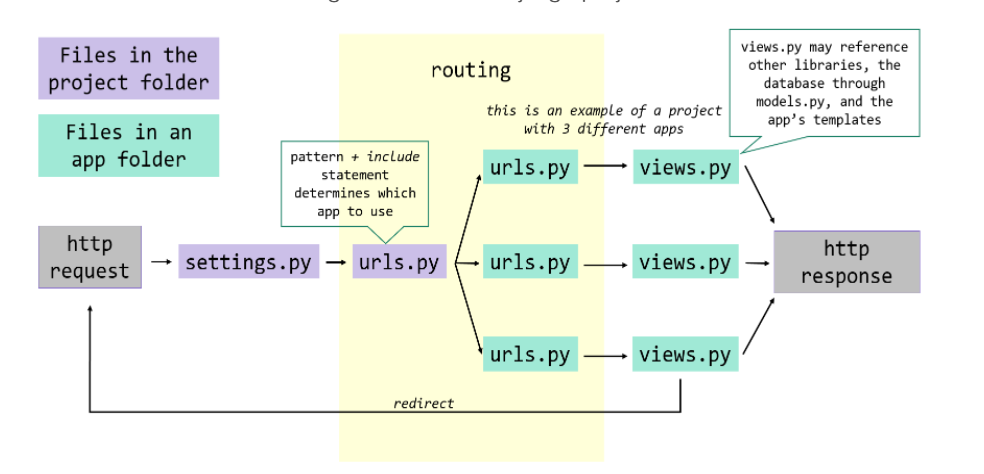 Files in the
project folder
Files in an
app folder
routing
this is an example of a project
with 3 different apps
views.py may reference
other libraries, the
database through
models.py, and the
app’s templates
pattern + include
statement
determines which
app to use
urls.py
views.py
http
request
settings.py
urls.py
urls.py
views.py
http
response
urls.py
views.py
redirect